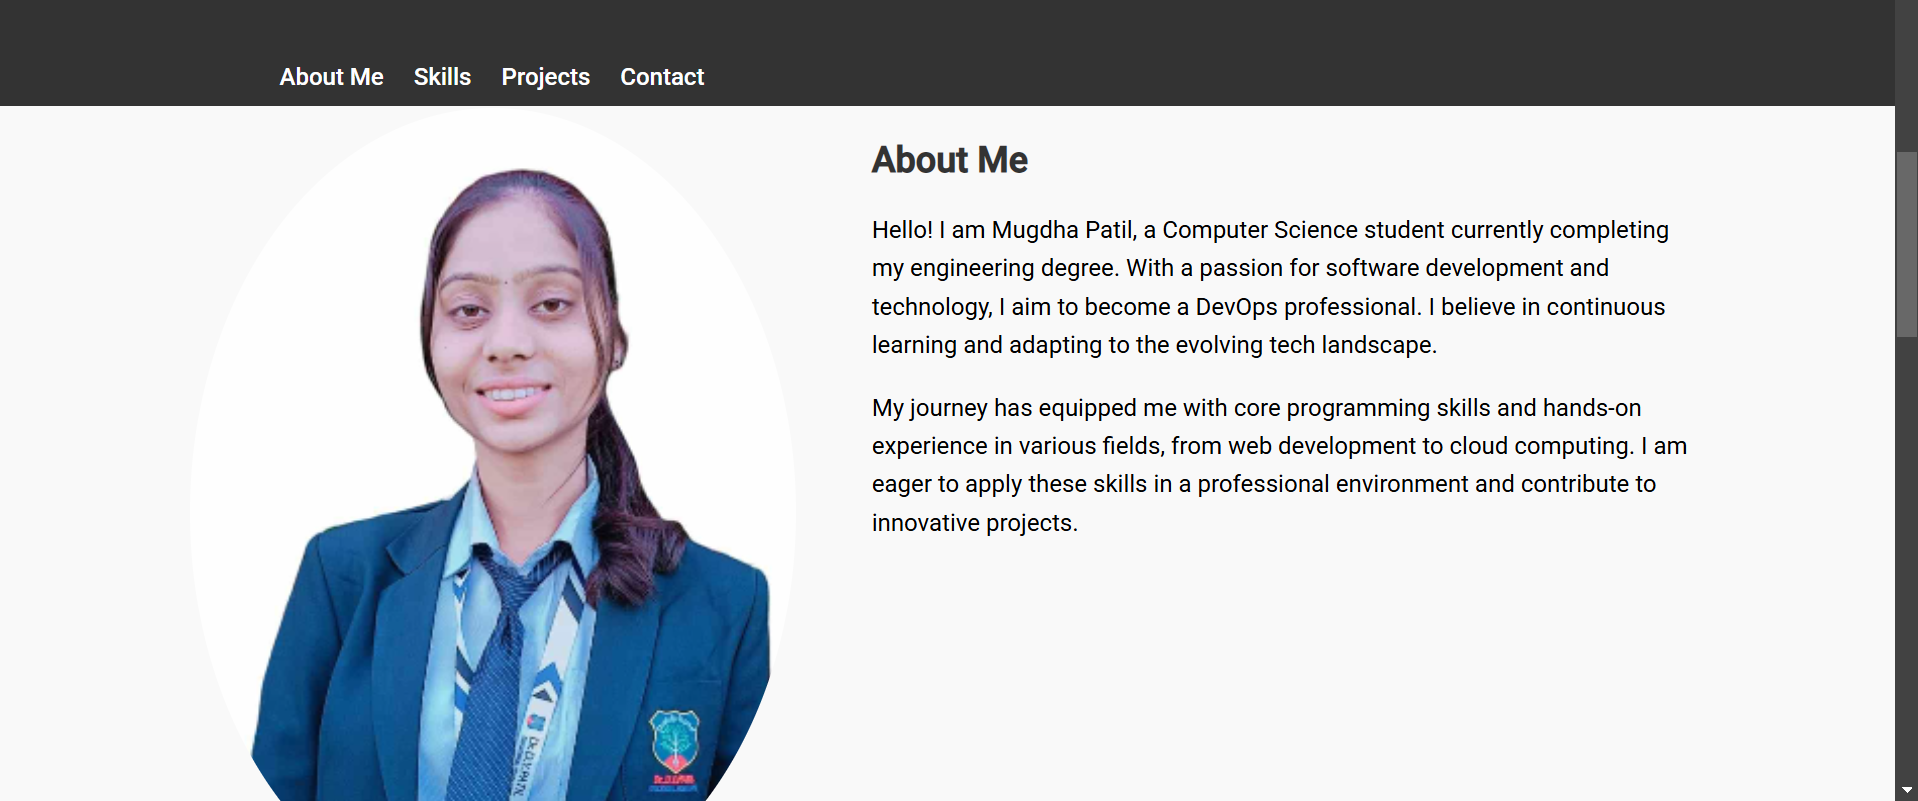 About Me Skills Projects Contact
About Me
Hello! I am Mugdha Patil, a Computer Science student currently completing
my engineering degree. With a passion for software development and
technology, I aim to become a DevOps professional. I believe in continuous
learning and adapting to the evolving tech landscape.
My journey has equipped me with core programming skills and hands-on
experience in various fields, from web development to cloud computing. I am
eager to apply these skills in a professional environment and contribute to
innovative projects.